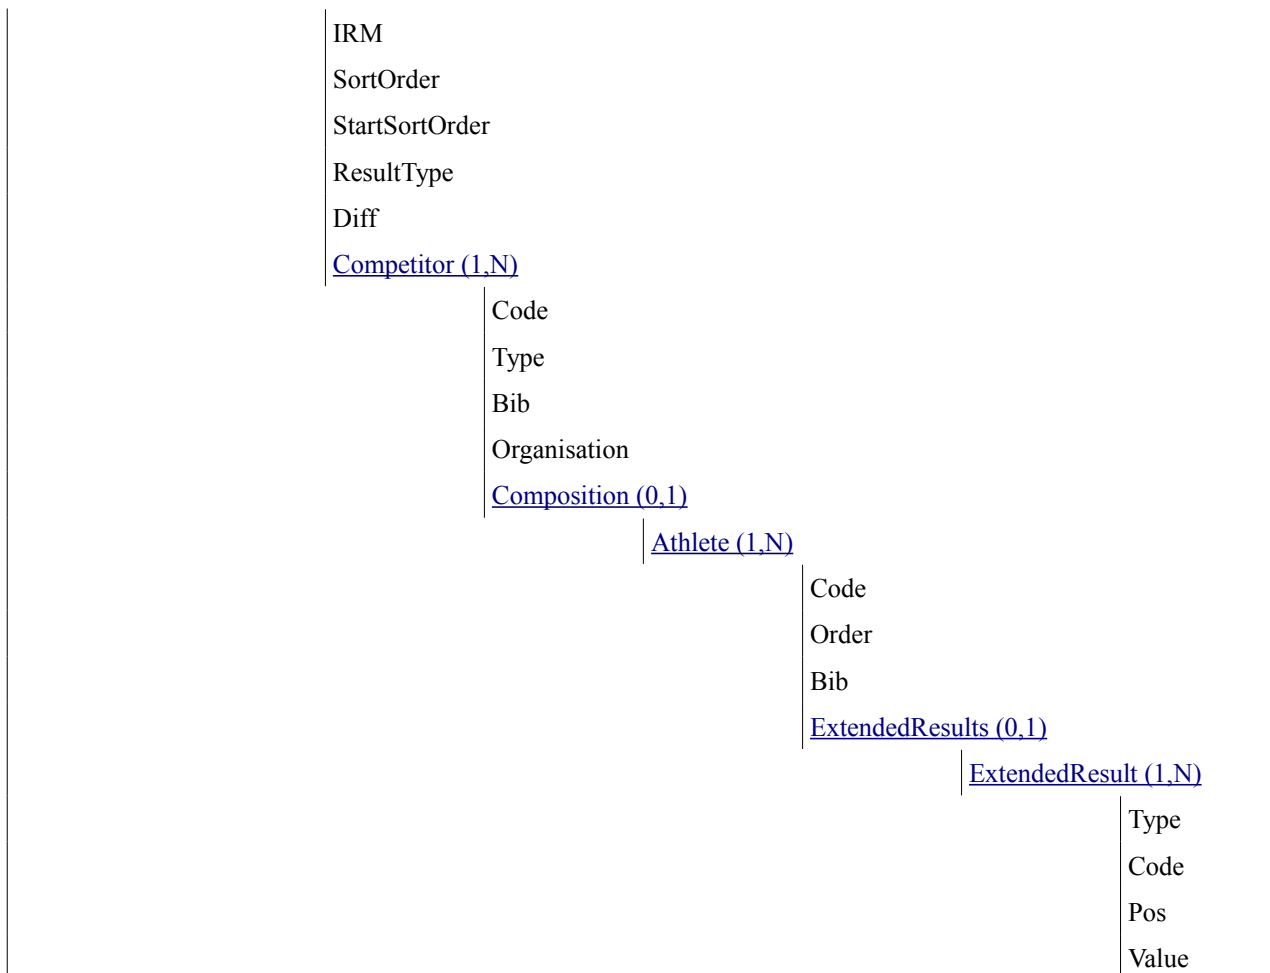 IRM
SortOrder
StartSortOrder
ResultType
Diff
Competitor (1,N)
Code
Type
Bib
Organisation
Composition (0,1)
Athlete (1,N)
Code
Order
Bib
ExtendedResults (0,1)
ExtendedResult (1,N)
Type
Code
Pos
Value